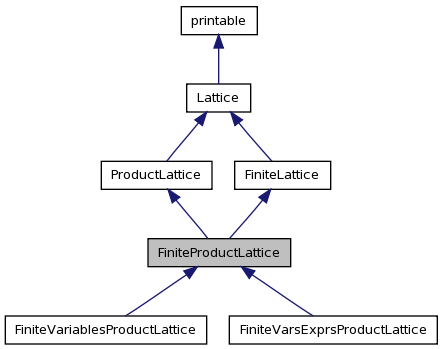 printable
Lattice
ProductLattice
FiniteLattice
FiniteProductLattice
FiniteVariablesProductLattice
FiniteVarsExprsProductLattice